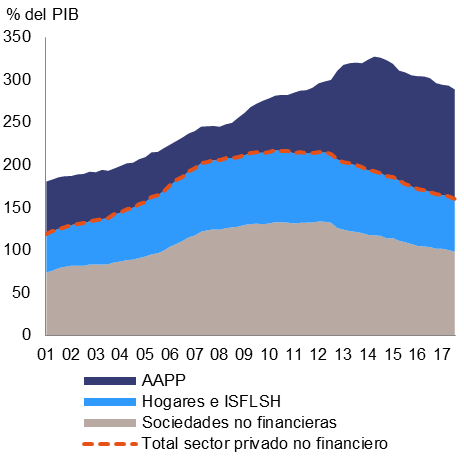 % del PIB
350
300
250
200
150
100
50
0
01 02 03 04 05 06 07 08 09 10 11 12 13 14 15 16 17
AAPP
Hogares e ISFLSH
Sociedades no financieras
Total sector privado no financiero